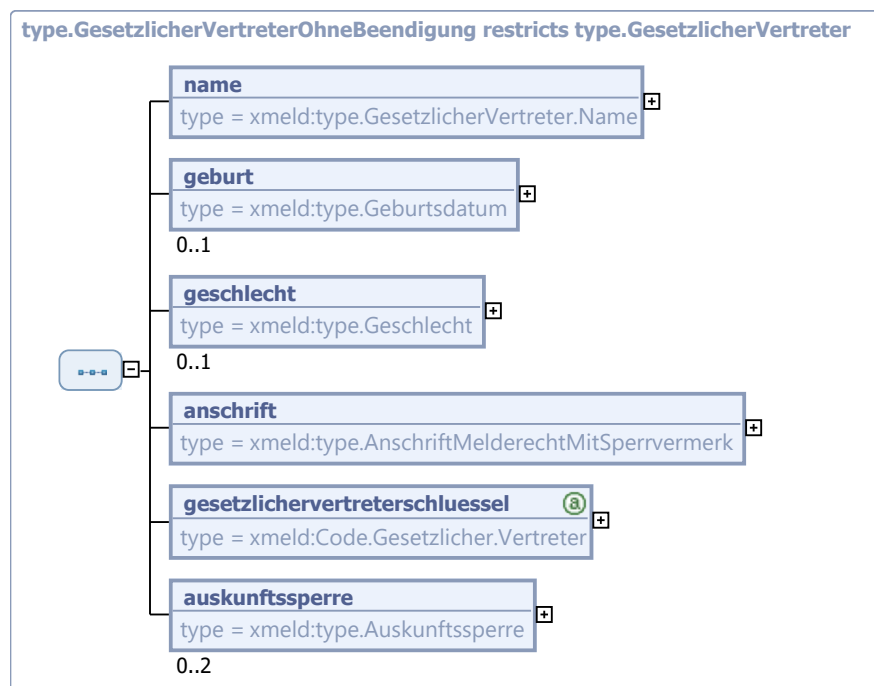 type.GesetzlicherVertreterOhneBeendigung restricts type.GesetzlicherVertreter
name
type = xmeld:type.GesetzlicherVertreter.Name
geburt
type = xmeld:type.Geburtsdatum
0..1
geschlecht
type = xmeld:type.Geschlecht
0..1
anschrift
type = xmeld:type.AnschriftMelderechtMitSperrvermerk
gesetzlichervertreterschluessel a
type = xmeld:Code.Gesetzlicher.Vertreter
auskunftssperre
type = xmeld:type.Auskunftssperre
0..2